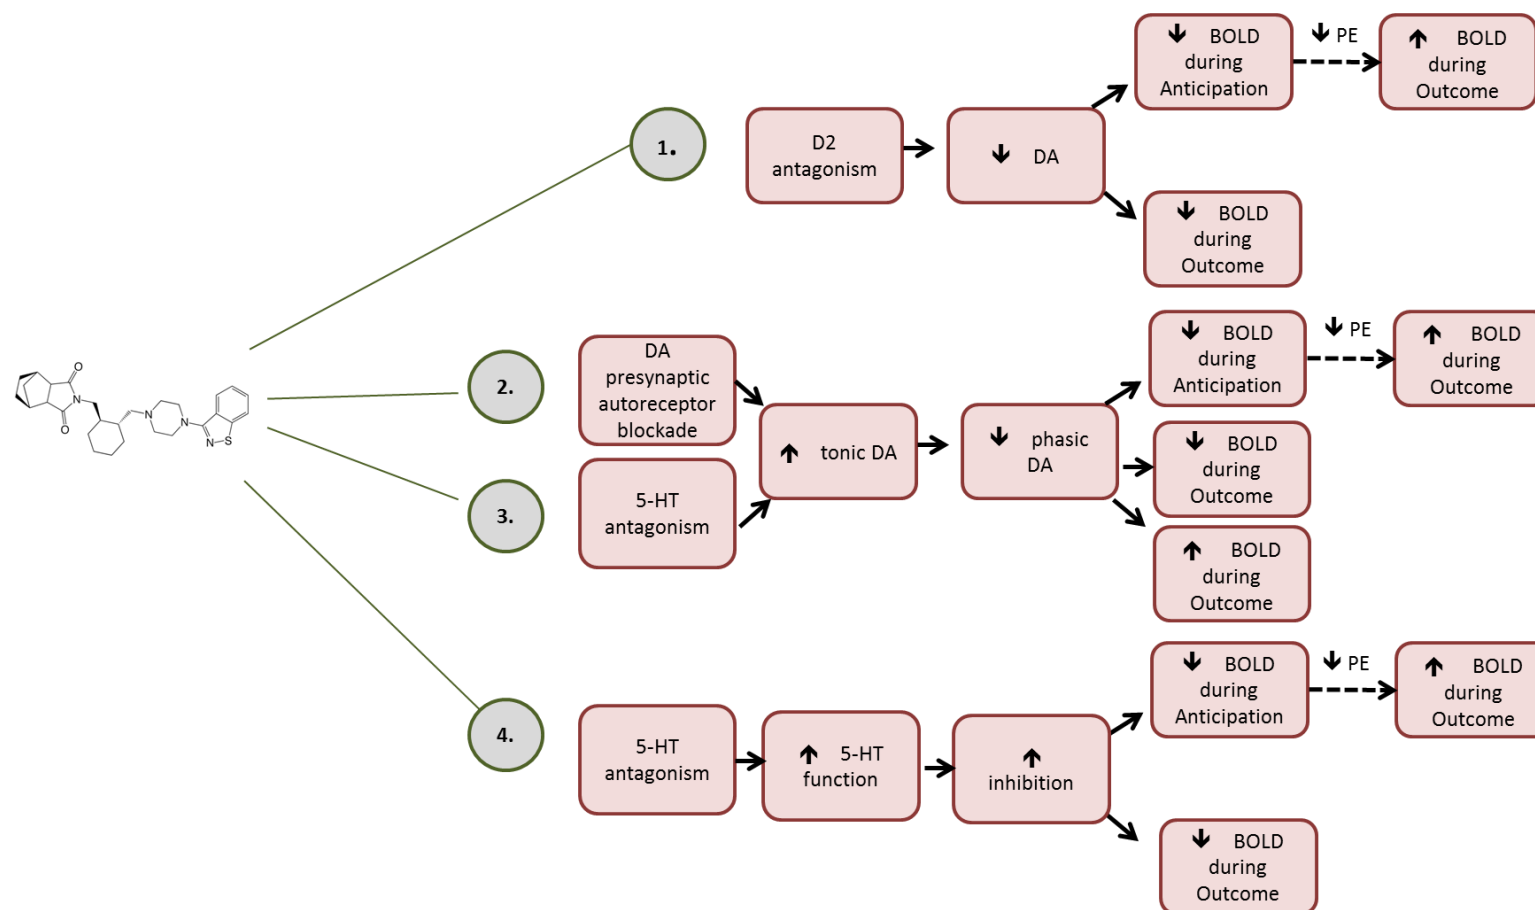 1.
D2
antagonism
↓ DA
↓ BOLD
during
Anticipation
↓ PE
↑ BOLD
during
Outcome
↓ BOLD
during
Outcome
2.
DA
presynaptic
autoreceptor
blockade
3.
5-HT
antagonism
↑ tonic DA
↓ phasic
DA
↓ BOLD
during
Anticipation
↓ PE
↑ BOLD
during
Outcome
↓ BOLD
during
Outcome
↑ BOLD
during
Outcome
O
N
O
N
N
N
S
4.
5-HT
antagonism
↑ 5-HT
function
↑
inhibition
↓ BOLD
during
Anticipation
↓ PE
↑ BOLD
during
Outcome
↓ BOLD
during
Outcome